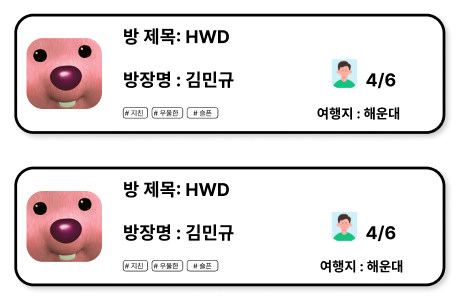 방 제목: HWD
방장명 : 김민규
4/6
# 지친 # 우울한 # 슬픈
여행지 : 해운대
방 제목: HWD
방장명 : 김민규
4/6
# 지친 # 우울한 # 슬픈
여행지 : 해운대